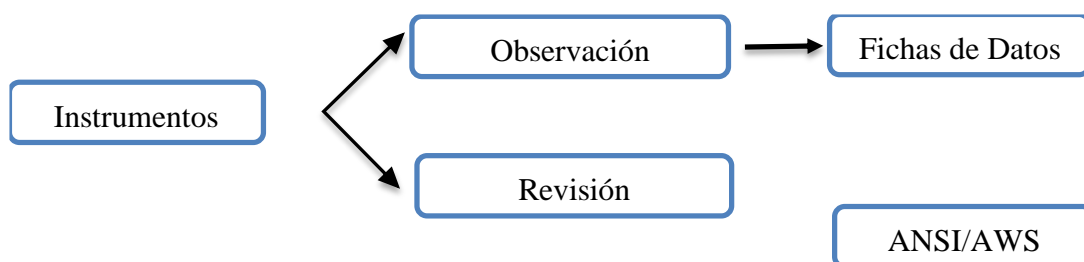 Observación
Fichas de Datos
Instrumentos
Revisión
ANSI/AWS